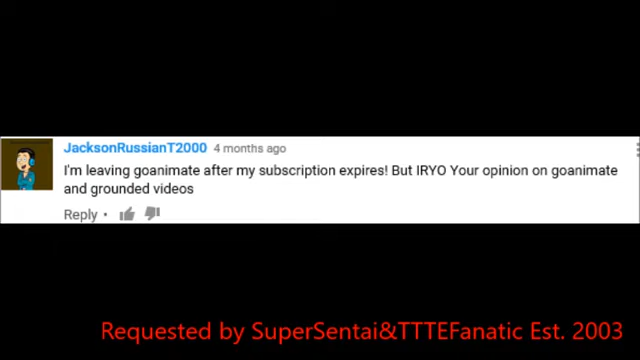 JacksonRussianT2000 4 months ago
I'm leaving goanimate after my subscription expires! But IRYO Your opinion on goanimate
and grounded videos
Reply •
Requested by SuperSentai&TTTEFanatic Est. 2003